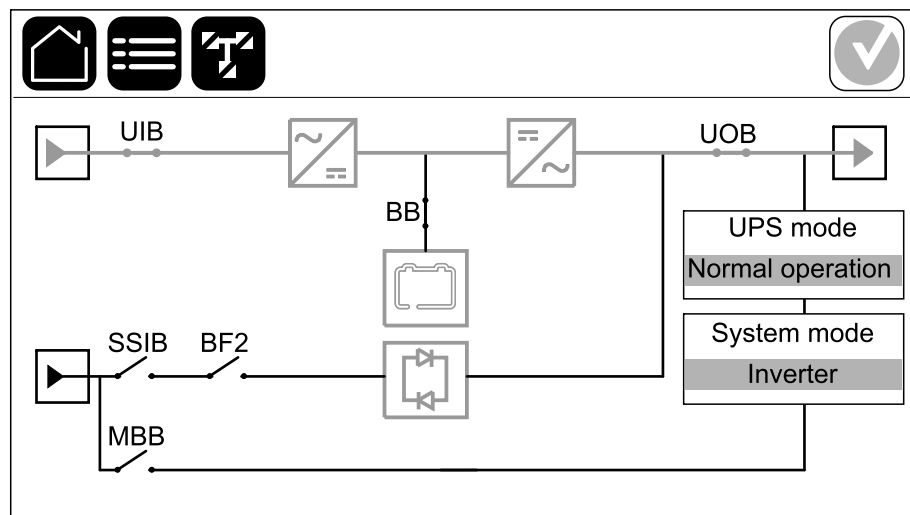 UIB
UOB
BB
UPS mode
Normal operation
SSIB
BF2
System mode
Inverter
MBB